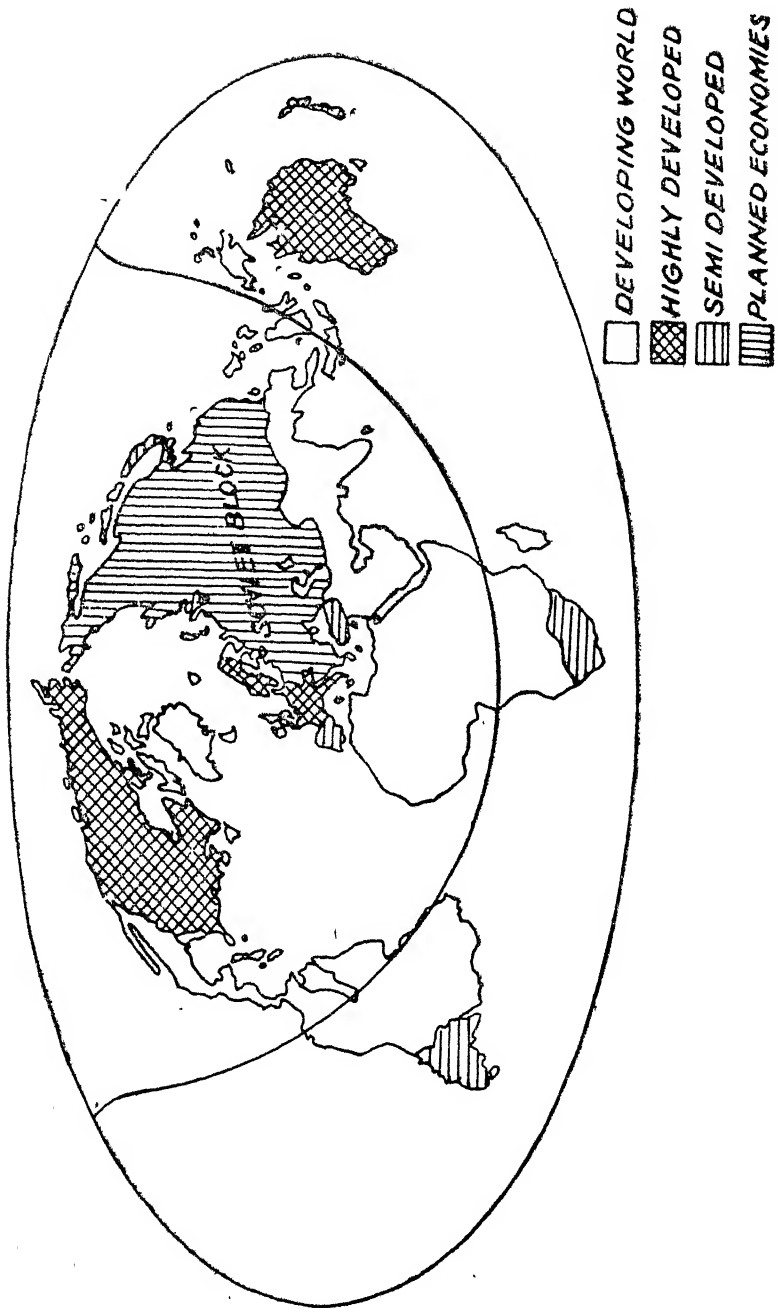 SOVIET BLOCK
DEVELOPING WORLD
HIGHLY DEVELOPED
SEMI DEVELOPED
PLANNED ECONOMIES